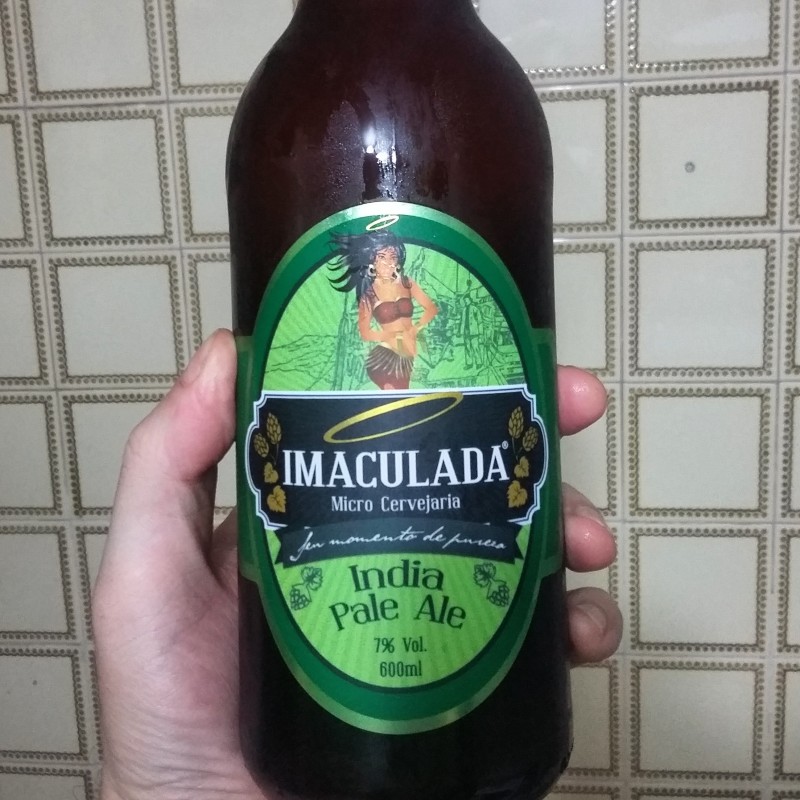 IMACULADA®
Micro Cervejaria
Seu momento de pureza
India
Pale Ale
7% Vol.
600ml